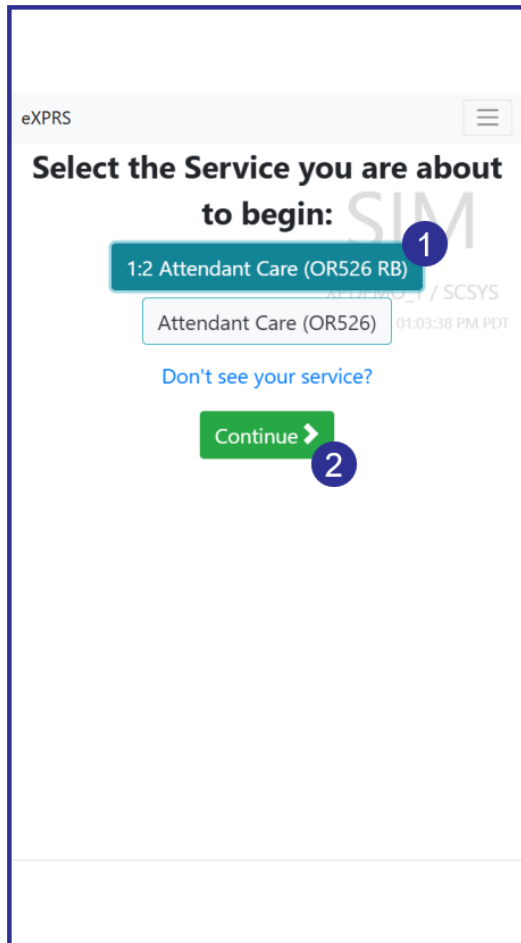 eXPRS
Select the Service you are about
to begin:
SIM
1
1:2 Attendant Care (OR526 RB)
/ SCSYS
Attendant Care (OR526)
01:03:38 PM PDT
Don't see your service?
Continue
2